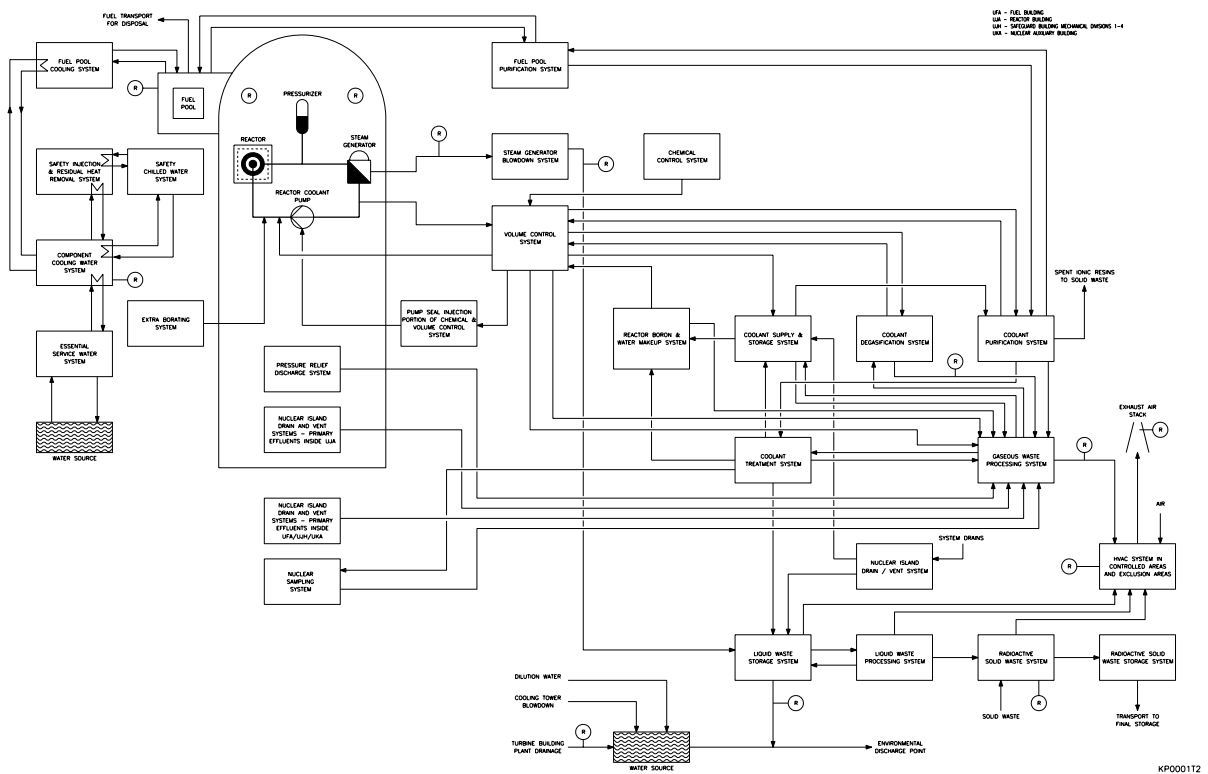 UFA – FUEL BUILDING
UJA – REACTOR BUILDING
UJH – SAFEGUARD BUILDING MECHANICAL DIVISIONS 1-4
UKA – NUCLEAR AUXILIARY BUILDING
FUEL TRANSPORT
FOR DISPOSAL
FUEL POOL
COOLING SYSTEM
R
FUEL
POOL
R
R
PRESSURIZER
FUEL POOL
PURIFICATION SYSTEM
REACTOR
STEAM
GENERATOR
R
STEAM GENERATOR
BLOWDOWN SYSTEM
R
CHEMICAL
CONTROL SYSTEM
SAFETY INJECTION
& RESIDUAL HEAT
REMOVAL SYSTEM
SAFETY
CHILLED WATER
SYSTEM
REACTOR COOLANT
PUMP
VOLUME CONTROL
SYSTEM
COMPONENT
COOLING WATER
SYSTEM
R
SPENT IONIC RESINS
TO SOLID WASTE
EXTRA BORATING
SYSTEM
PUMP SEAL INJECTION
PORTION OF CHEMICAL &
VOLUME CONTROL
SYSTEM
REACTOR BORON &
WATER MAKEUP SYSTEM
COOLANT SUPPLY &
STORAGE SYSTEM
COOLANT
DEGASIFICATION SYSTEM
COOLANT
PURIFICATION SYSTEM
ESSENTIAL
SERVICE WATER
SYSTEM
PRESSURE RELIEF
DISCHARGE SYSTEM
R
NUCLEAR ISLAND
DRAIN AND VENT
SYSTEMS – PRIMARY
EFFLUENTS INSIDE UJA
EXHAUST AIR
STACK
R
WATER SOURCE
COOLANT
TREATMENT SYSTEM
GASEOUS WASTE
PROCESSING SYSTEM
R
NUCLEAR ISLAND
DRAIN AND VENT
SYSTEMS – PRIMARY
EFFLUENTS INSIDE
UFA/UJH/UKA
AIR
SYSTEM DRAINS
NUCLEAR
SAMPLING
SYSTEM
NUCLEAR ISLAND
DRAIN / VENT SYSTEM
R
HVAC SYSTEM IN
CONTROLLED AREAS
AND EXCLUSION AREAS
LIQUID WASTE
STORAGE SYSTEM
LIQUID WASTE
PROCESSING SYSTEM
RADIOACTIVE
SOLID WASTE SYSTEM
RADIOACTIVE SOLID
WASTE STORAGE SYSTEM
DILUTION WATER
COOLING TOWER
BLOWDOWN
R
SOLID WASTE
R
TRANSPORT TO
FINAL STORAGE
R
TURBINE BUILDING
PLANT DRAINAGE
WATER SOURCE
ENVIRONMENTAL
DISCHARGE POINT
KP0001T2